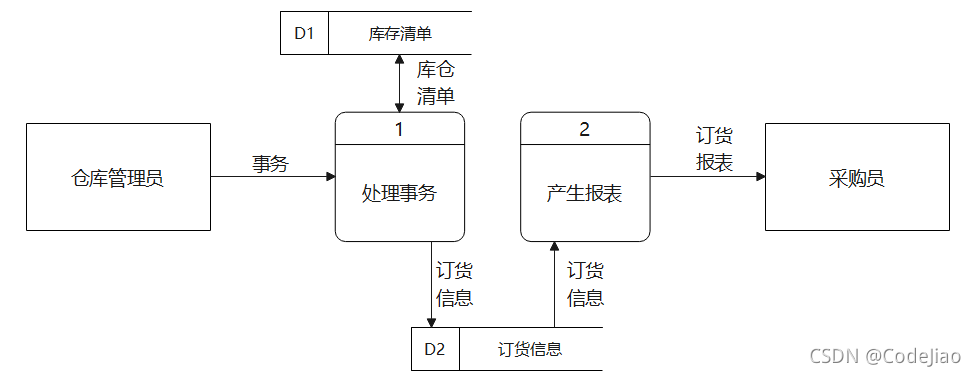 D1 库存清单
库仓
清单
仓库管理员
事务
1
处理事务
2
产生报表
订货
报表
采购员
订货
信息
订货
信息
D2 订货信息
CSDN @CodeJiao